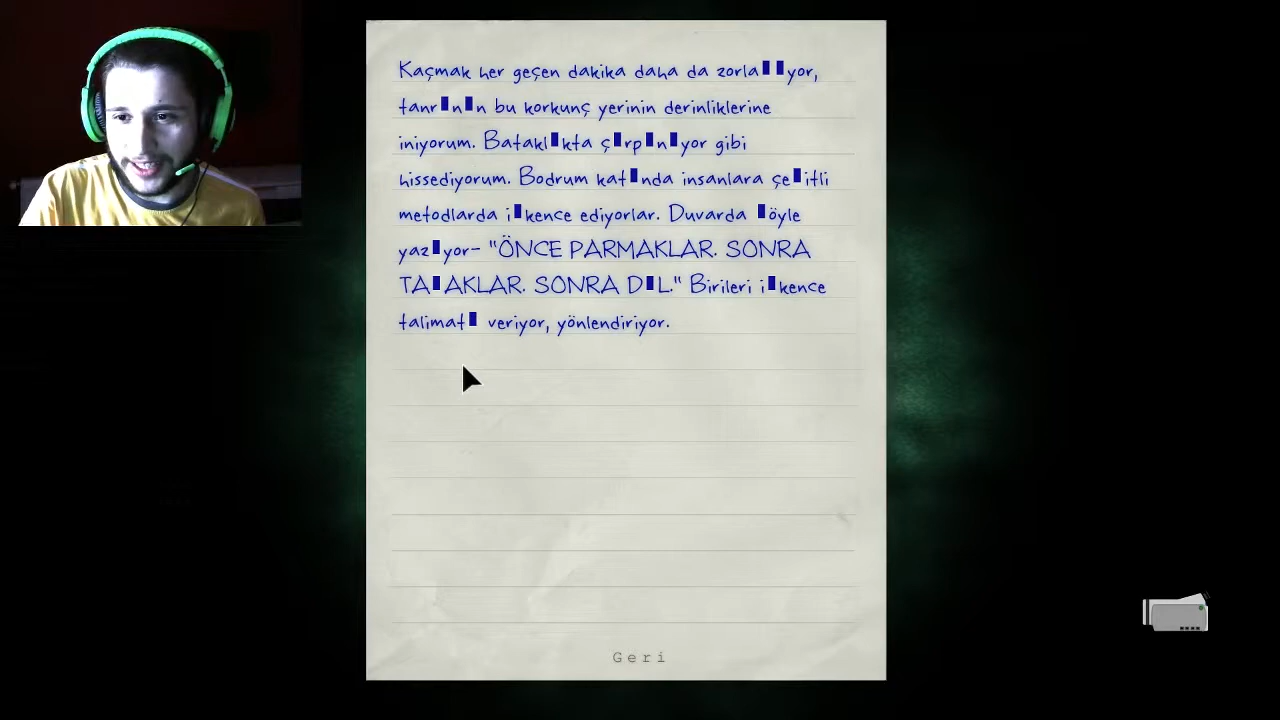 Kaçmak her geçen dakika daha da zorla▮▮yor,
tanr▮n▮n bu korkunç yerinin derinliklerine
iniyorum. Batakl▮kta ç▮rp▮n▮yor gibi
hissediyorum. Bodrum kat▮nda insanlara çe▮itli
metodlarda i▮kence ediyorlar. Duvarda ▮öyle
yaz▮yor- "ÖNCE PARMAKLAR. SONRA
TA▮AKLAR. SONRA D▮L." Birileri i▮kence
talimat▮ veriyor, yönlendiriyor.
Geri